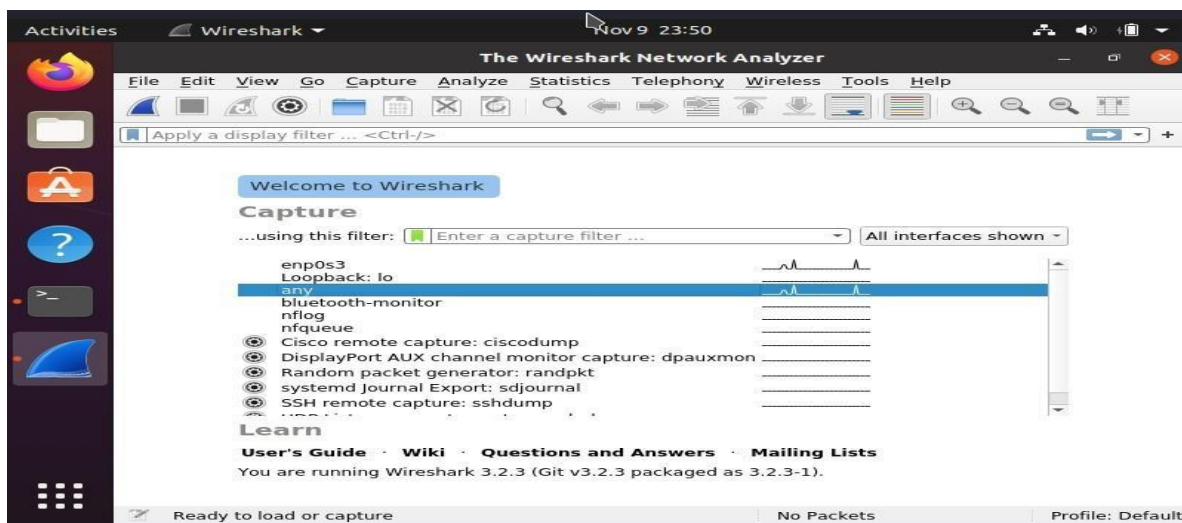 Activities Wireshark Nov 9 23:50
The Wireshark Network Analyzer
File Edit View Go Capture Analyze Statistics Telephony Wireless Tools Help
Apply a display filter ... <Ctrl-/> +
Welcome to Wireshark
Capture
...using this filter: Enter a capture filter ... All interfaces shown
enp0s3
Loopback: lo
any
bluetooth-monitor
nflog
nfqueue
Cisco remote capture: ciscodump
DisplayPort AUX channel monitor capture: dpauxmon
Random packet generator: randpkt
systemd Journal Export: sdjournal
SSH remote capture: sshdump
Learn
User's Guide · Wiki · Questions and Answers · Mailing Lists
You are running Wireshark 3.2.3 (Git v3.2.3 packaged as 3.2.3-1).
Ready to load or capture No Packets Profile: Default